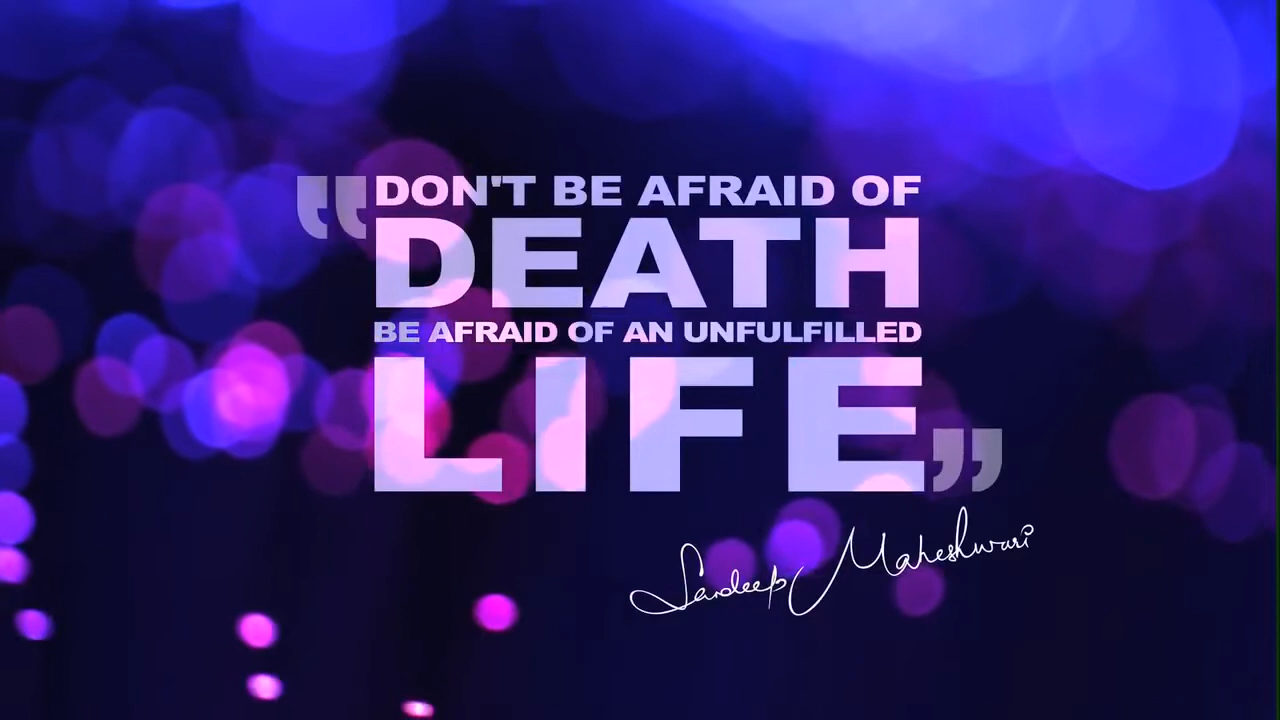 “DON'T BE AFRAID OF
DEATH
BE AFRAID OF AN UNFULFILLED
LIFE”
Sandeep Maheshwari